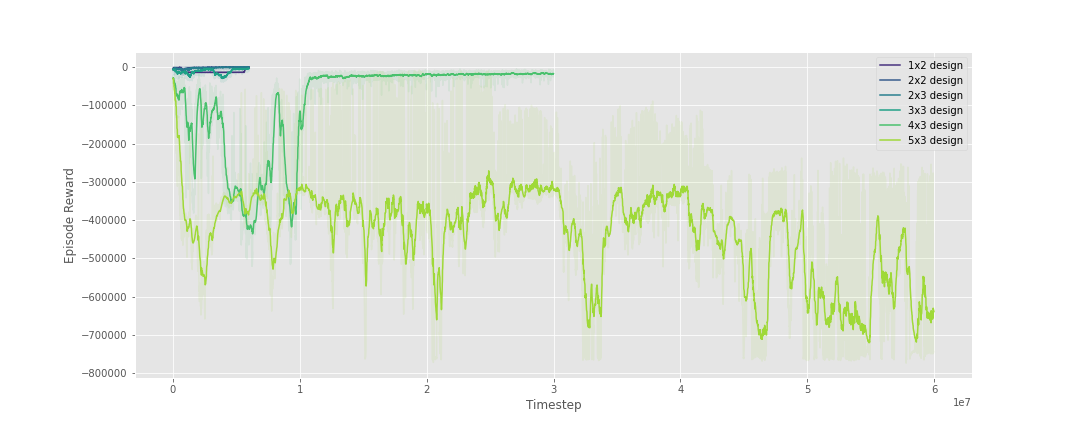 0
−100000
−200000
−300000
−400000
−500000
−600000
−700000
−800000
Episode Reward
1x2 design
2x2 design
2x3 design
3x3 design
4x3 design
5x3 design
0 1 2 3 4 5 6
1e7
Timestep